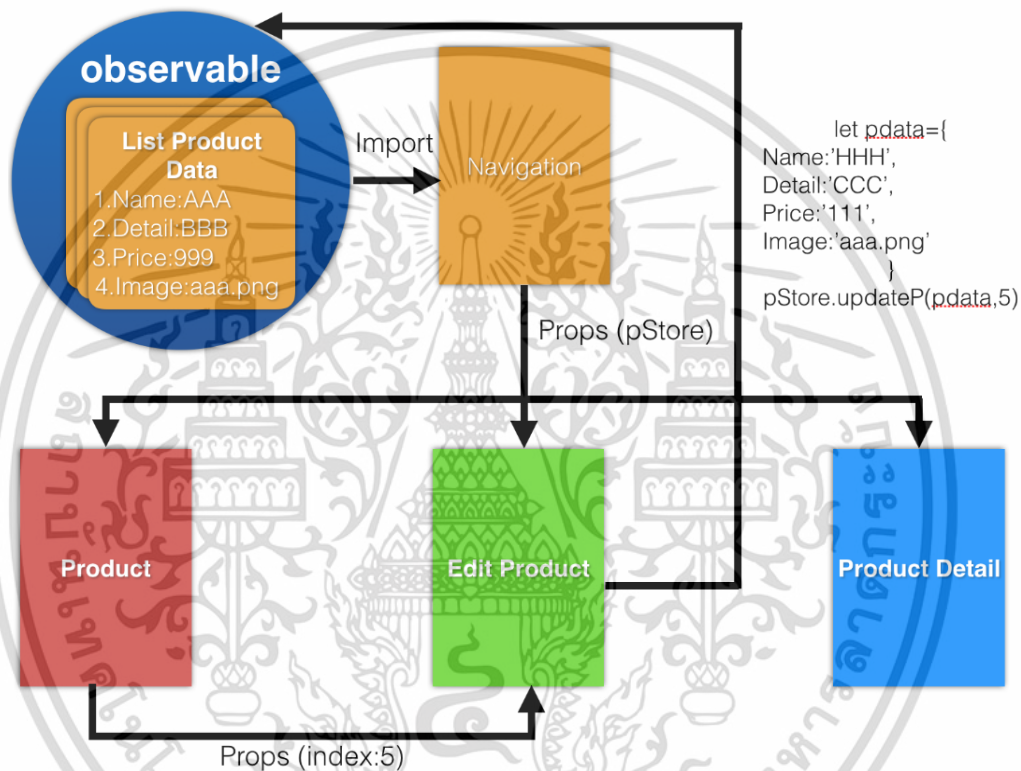 observable
List Product
Data
1.Name:AAA
2.Detail:BBB
3.Price:999
4.Image:aaa.png
Import
Navigation
let pdata={
Name:’HHH’,
Detail:’CCC’,
Price:’111’,
Image:’aaa.png’
}
pStore.updateP(pdata,5)
Props (pStore)
Product
Edit Product
Product Detail
Props (index:5)